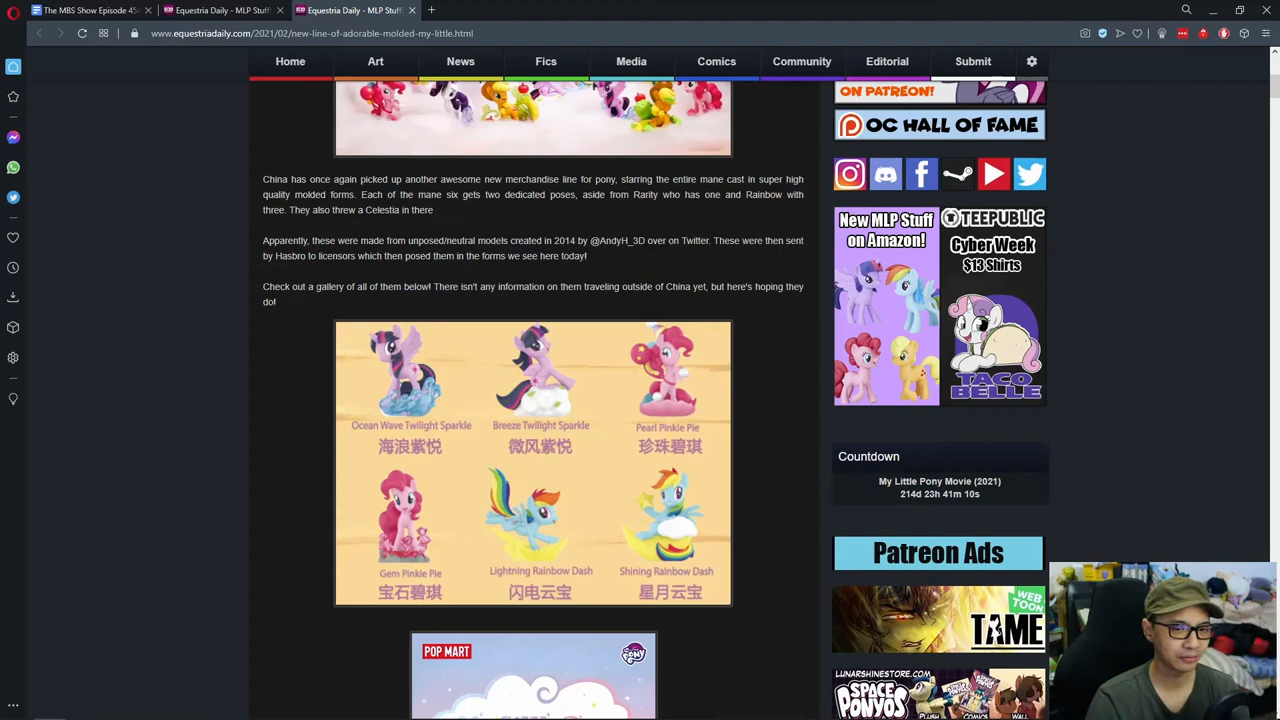 The MBS Show Episode 45
Equestria Daily - MLP Stuff
Equestria Daily - MLP Stuff
www.equestriadaily.com/2021/02/new-line-of-adorable-molded-my-little.html
Home
Art
News
Fics
Media
Comics
Community
Editorial
Submit
ON PATREON!
OC HALL OF FAME
China has once again picked up another awesome new merchandise line for pony, starring the entire mane cast in super high
quality molded forms. Each of the mane six gets two dedicated poses, aside from Rarity who has one and Rainbow with
three. They also threw a Celestia in there
Apparently, these were made from unposed/neutral models created in 2014 by @AndyH_3D over on Twitter. These were then sent
by Hasbro to licensors which then posed them in the forms we see here today!
Check out a gallery of all of them below! There isn't any information on them traveling outside of China yet, but here's hoping they
do!
New MLP Stuff
on Amazon!
TEEPUBLIC
Cyber Week
$13 Shirts
TACO
BELLE
Ocean Wave Twilight Sparkle
Breeze Twilight Sparkle
Pearl Pinkie Pie
海浪紫悦
微风紫悦
珍珠碧琪
Gem Pinkie Pie
Lightning Rainbow Dash
Shining Rainbow Dash
宝石碧琪
闪电云宝
星月云宝
Countdown
My Little Pony Movie (2021)
214d 23h 41m 10s
Patreon Ads
WEB
TOON
TAME
POP MART
LUNARSHINESTORE.COM
SPACE
PONYOS
PLUSH
COMICS
WALL